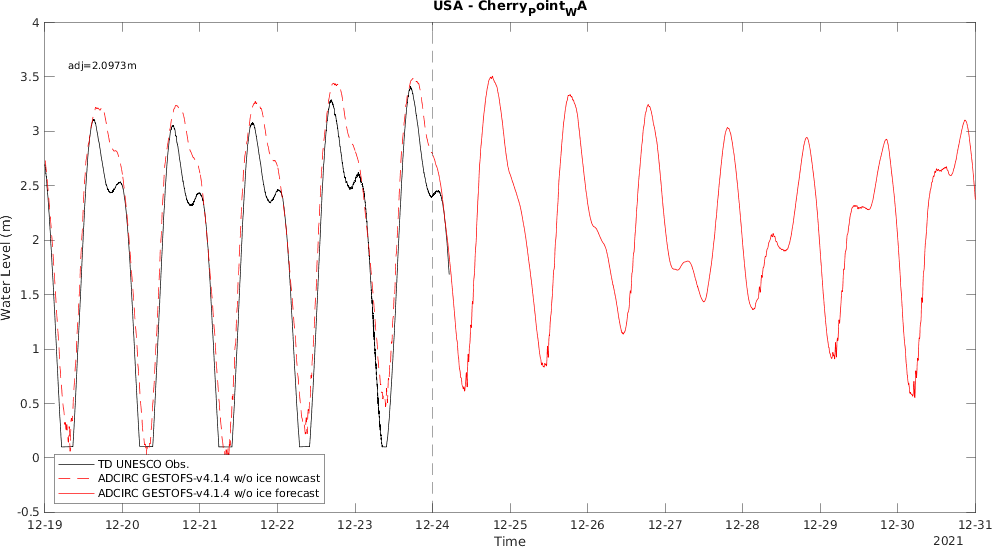 USA - CherryPointWA
adj=2.0973m
Water Level (m)
4
3.5
3
2.5
2
1.5
1
0.5
0
-0.5
TD UNESCO Obs.
ADCIRC GESTOFS-v4.1.4 w/o ice nowcast
ADCIRC GESTOFS-v4.1.4 w/o ice forecast
12-19 12-20 12-21 12-22 12-23 12-24 12-25 12-26 12-27 12-28 12-29 12-30 12-31
Time
2021